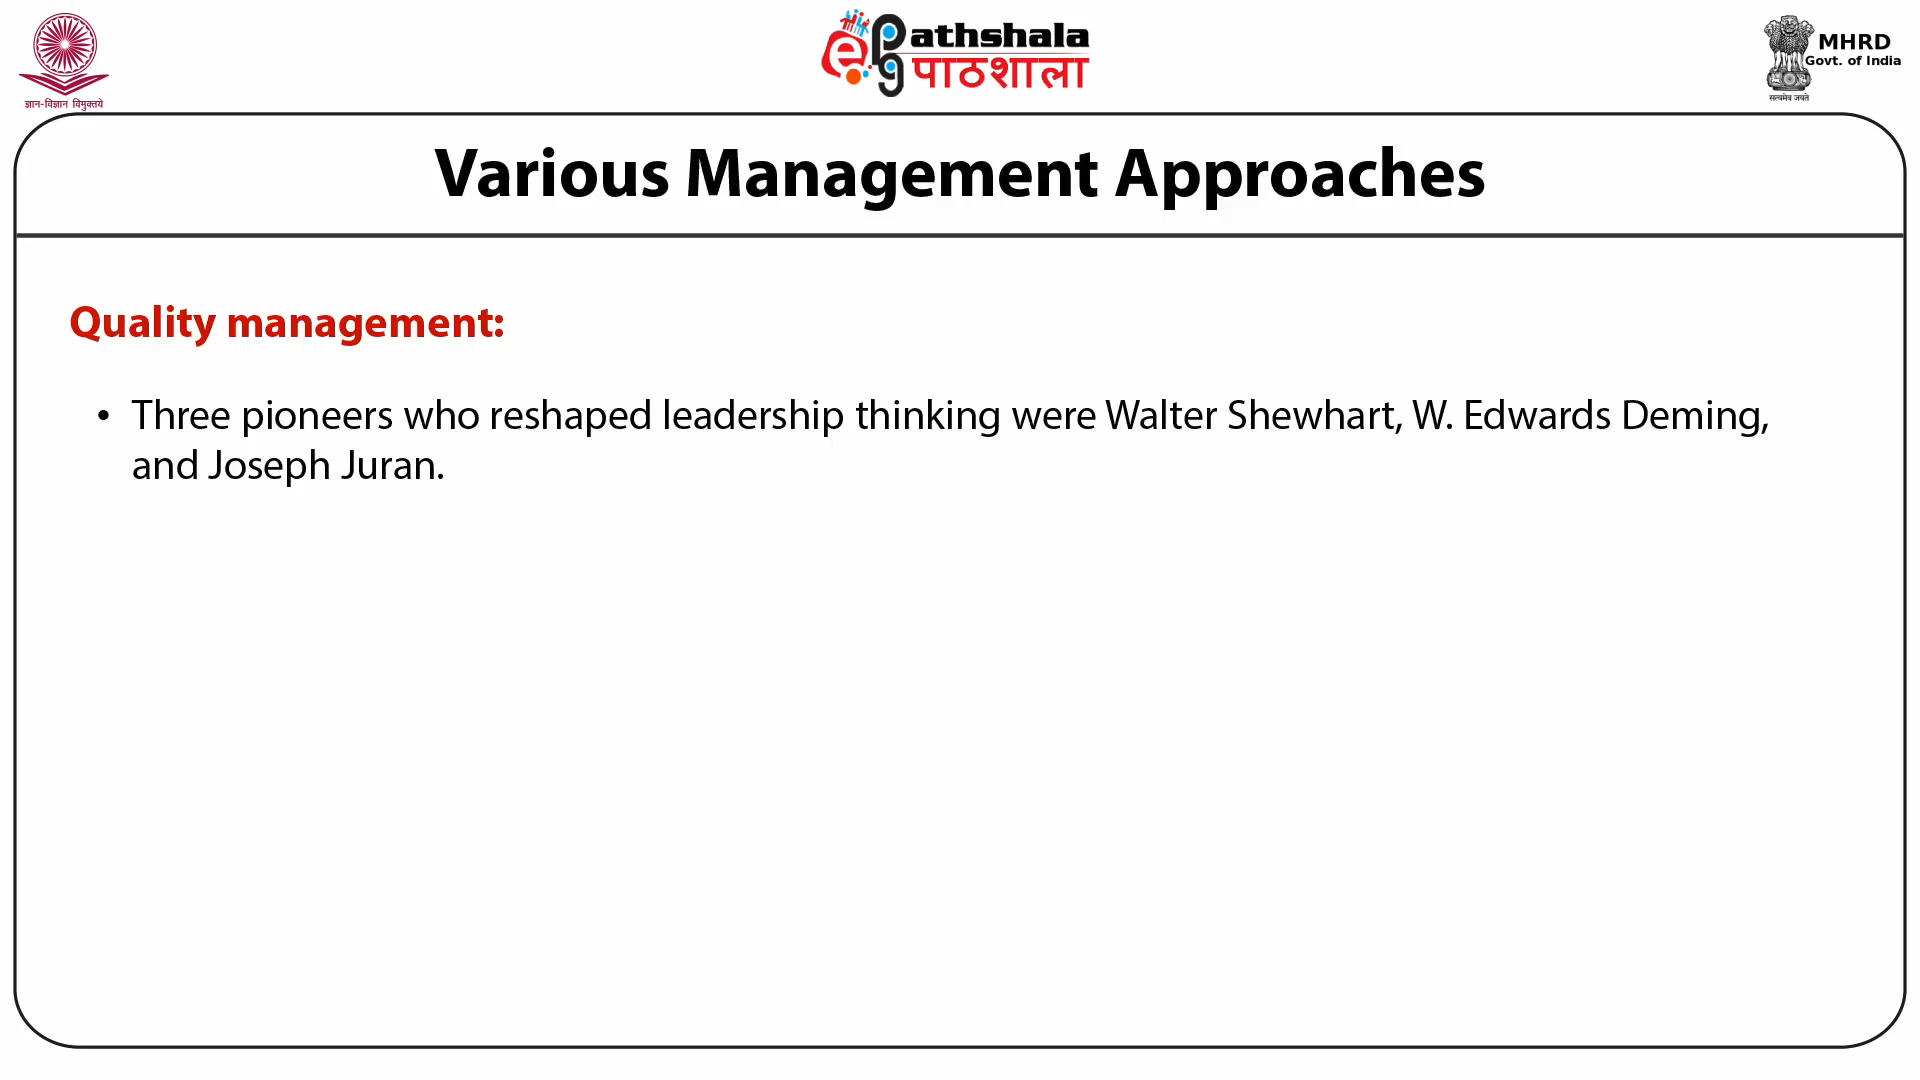 ज्ञान-विज्ञान विमुक्तये
e PG athshala
पाठशाला
MHRD
Govt. of India
सत्यमेव जयते
Various Management Approaches
Quality management:
• Three pioneers who reshaped leadership thinking were Walter Shewhart, W. Edwards Deming,
and Joseph Juran.